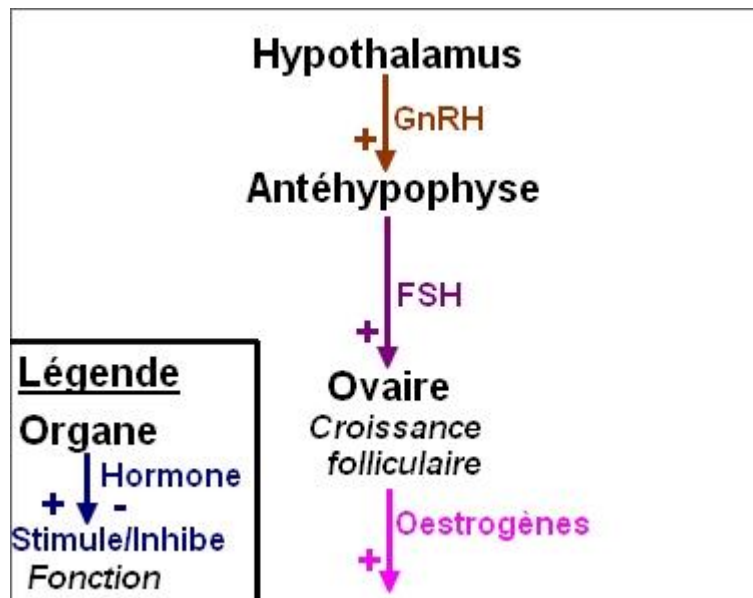 Hypothalamus
GnRH
+
Antéhypophyse
FSH
+
Ovaire
Croissance
folliculaire
Oestrogènes
+
Légende
Organe
Hormone
+ -
Stimule/Inhibe
Fonction